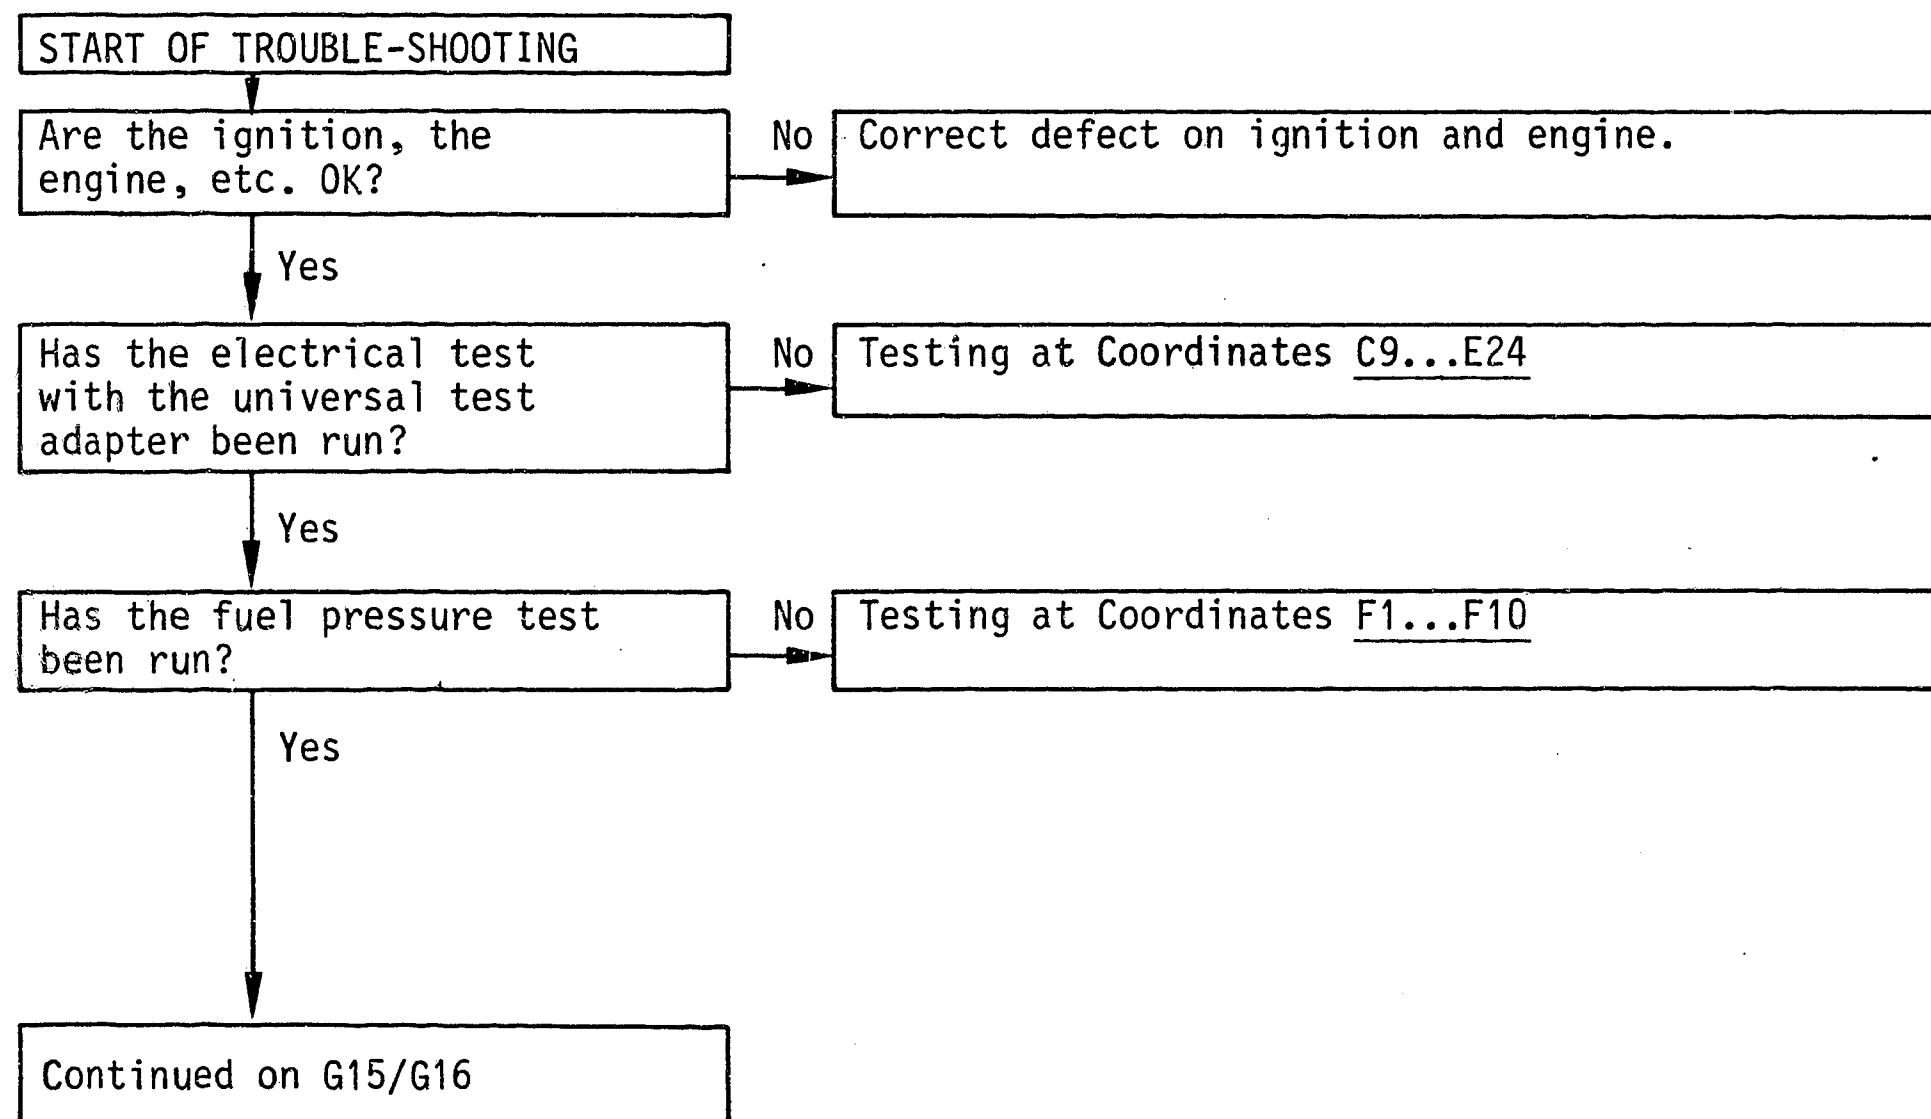 START OF TROUBLE-SHOOTING
Are the ignition, the
engine, etc. OK?
No
Correct defect on ignition and engine.
Yes
Has the electrical test
with the universal test
adapter been run?
No
Testing at Coordinates C9...E24
Yes
Has the fuel pressure test
been run?
No
Testing at Coordinates F1...F10
Yes
Continued on G15/G16